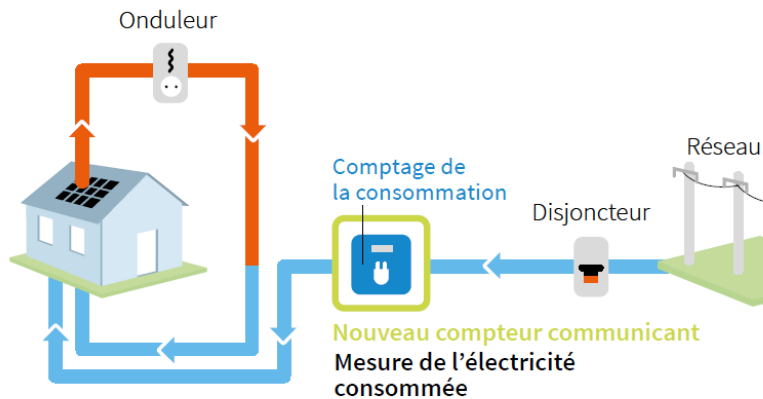 Onduleur
Réseau
Comptage de
la consommation
Disjoncteur
Nouveau compteur communicant
Mesure de l’électricité
consommée